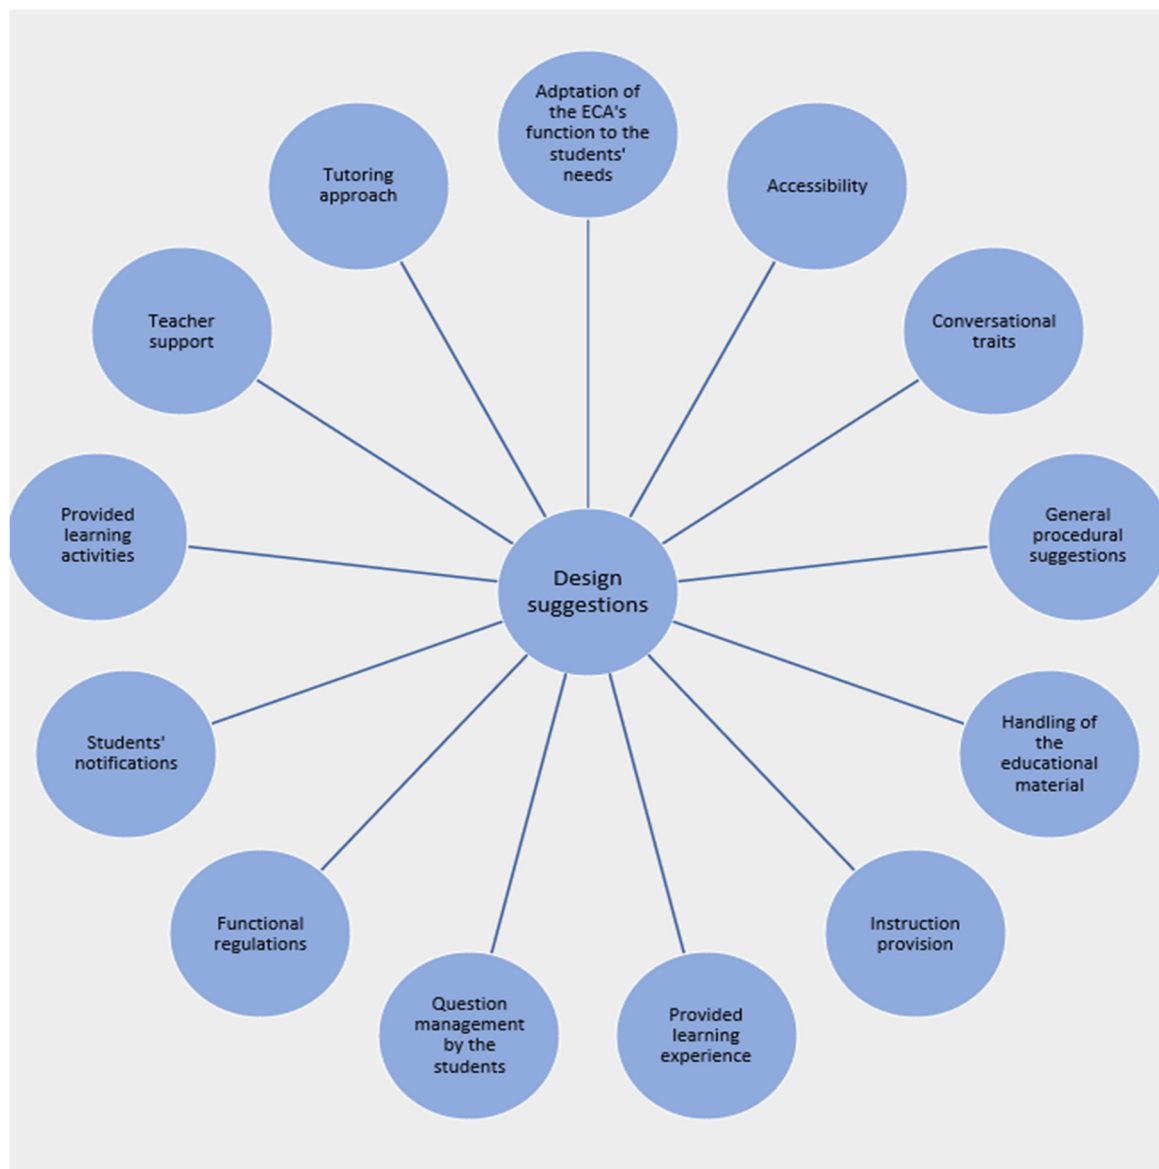 Adptation of
the ECA's
function to the
students'
needs
Accessibility
Conversational
traits
General
procedural
suggestions
Handling of
the
educational
material
Instruction
provision
Provided
learning
experience
Question
management
by the
students
Functional
regulations
Students'
notifications
Provided
learning
activities
Teacher
support
Tutoring
approach
Design
suggestions